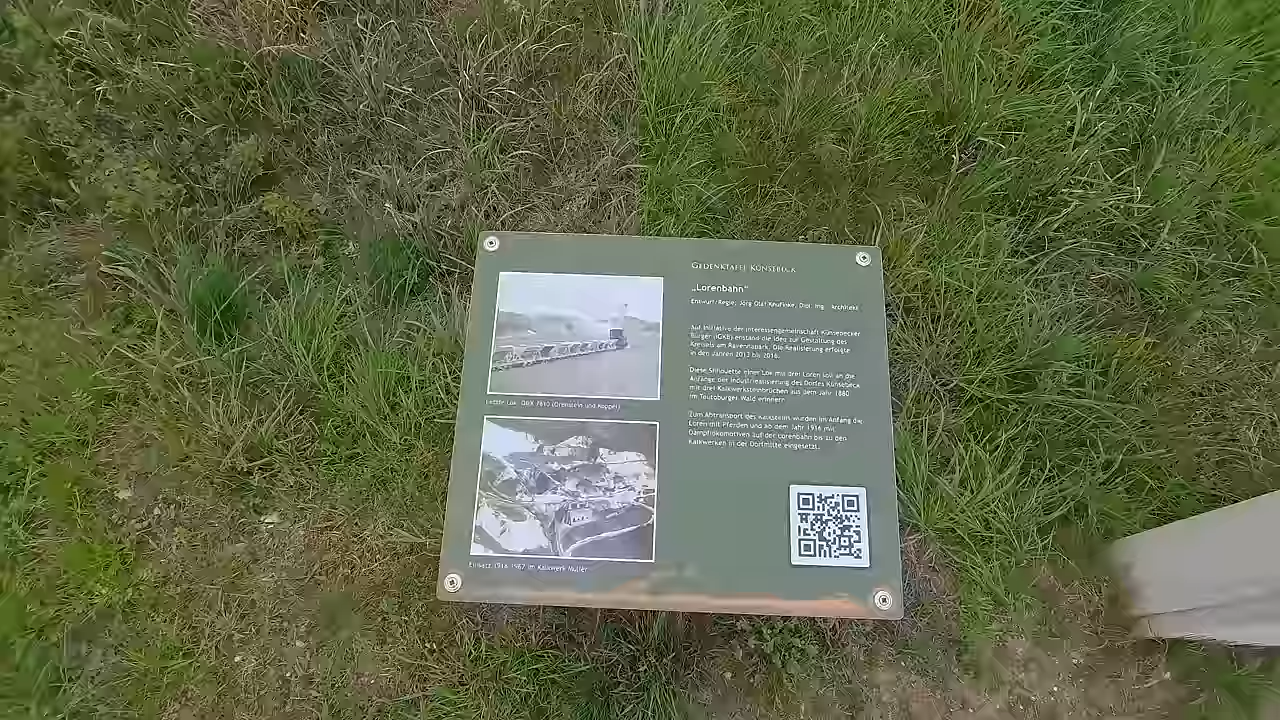 GEDENKTAFEL KÜNSEBECK
„Lorenbahn“
Entwurf/Regie: Jörg Olaf Dipl. Ing. Architekt
Auf Initiative der Interessengemeinschaft Künsebecker
Bürger (IGKB) enstand die Idee zur Gestaltung des
Kreisels am Ravennapark. Die Realisierung erfolgte
in den Jahren 2013 bis 2016.
Diese Silhouette einer Lok mit drei Loren soll an die
Anfänge der Industriealisierung des Dorfes Künsebeck
mit drei Kalkwerksteinbrüchen aus dem Jahr 1880
im Teutoburger Wald erinnern.
Zum Abtransport des Kalksteins wurden im Anfang die
Loren mit Pferden und ab dem Jahr 1916 mit
Dampflokomotiven auf der Lorenbahn bis zu den
Kalkwerken in der Dorfmitte eingesetzt.
Letzte Lok: 7810 (Orenstein und Koppel)
Einsatz 1916-1967 im Kalkwerk Müller